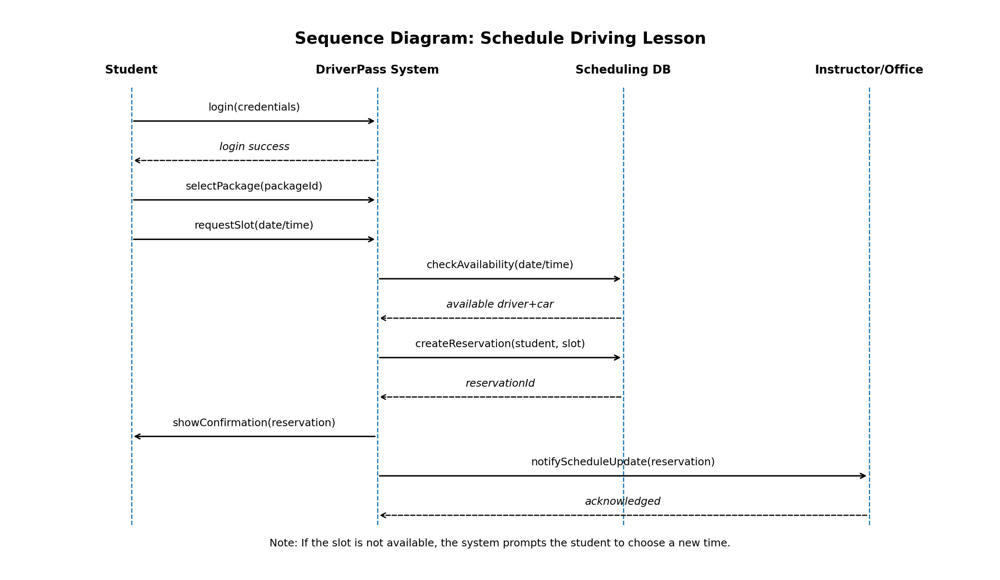 Sequence Diagram: Schedule Driving Lesson
Student
DriverPass System
Scheduling DB
Instructor/Office
login(credentials)
login success
selectPackage(packageId)
requestSlot(date/time)
checkAvailability(date/time)
available driver+car
createReservation(student, slot)
reservationId
showConfirmation(reservation)
notifyScheduleUpdate(reservation)
acknowledged
Note: If the slot is not available, the system prompts the student to choose a new time.